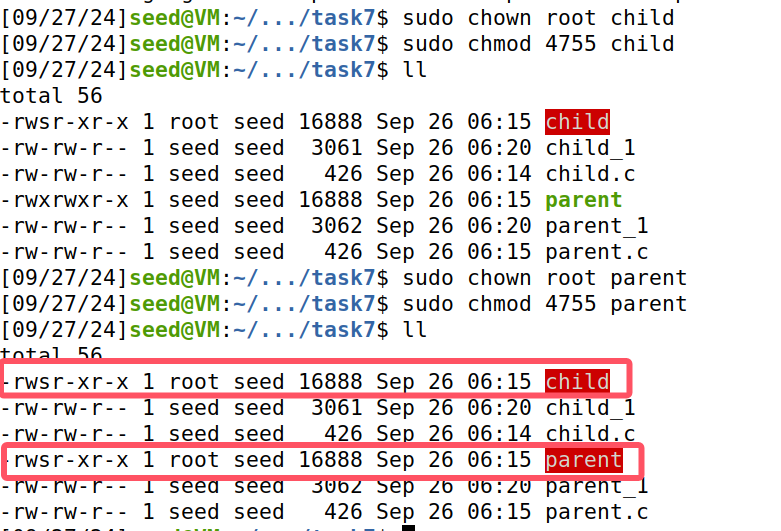 [09/27/24]seed@VM:~/.../task7$ sudo chown root child
[09/27/24]seed@VM:~/.../task7$ sudo chmod 4755 child
[09/27/24]seed@VM:~/.../task7$ ll
total 56
-rwsr-xr-x 1 root seed 16888 Sep 26 06:15 child
-rw-rw-r-- 1 seed seed  3061 Sep 26 06:20 child_1
-rw-rw-r-- 1 seed seed   426 Sep 26 06:14 child.c
-rwxrwxr-x 1 seed seed 16888 Sep 26 06:15 parent
-rw-rw-r-- 1 seed seed  3062 Sep 26 06:20 parent_1
-rw-rw-r-- 1 seed seed   426 Sep 26 06:15 parent.c
[09/27/24]seed@VM:~/.../task7$ sudo chown root parent
[09/27/24]seed@VM:~/.../task7$ sudo chmod 4755 parent
[09/27/24]seed@VM:~/.../task7$ ll
total 56
-rwsr-xr-x 1 root seed 16888 Sep 26 06:15 child
-rw-rw-r-- 1 seed seed  3061 Sep 26 06:20 child_1
-rw-rw-r-- 1 seed seed   426 Sep 26 06:14 child.c
-rwsr-xr-x 1 root seed 16888 Sep 26 06:15 parent
-rw-rw-r-- 1 seed seed  3062 Sep 26 06:20 parent_1
-rw-rw-r-- 1 seed seed   426 Sep 26 06:15 parent.c